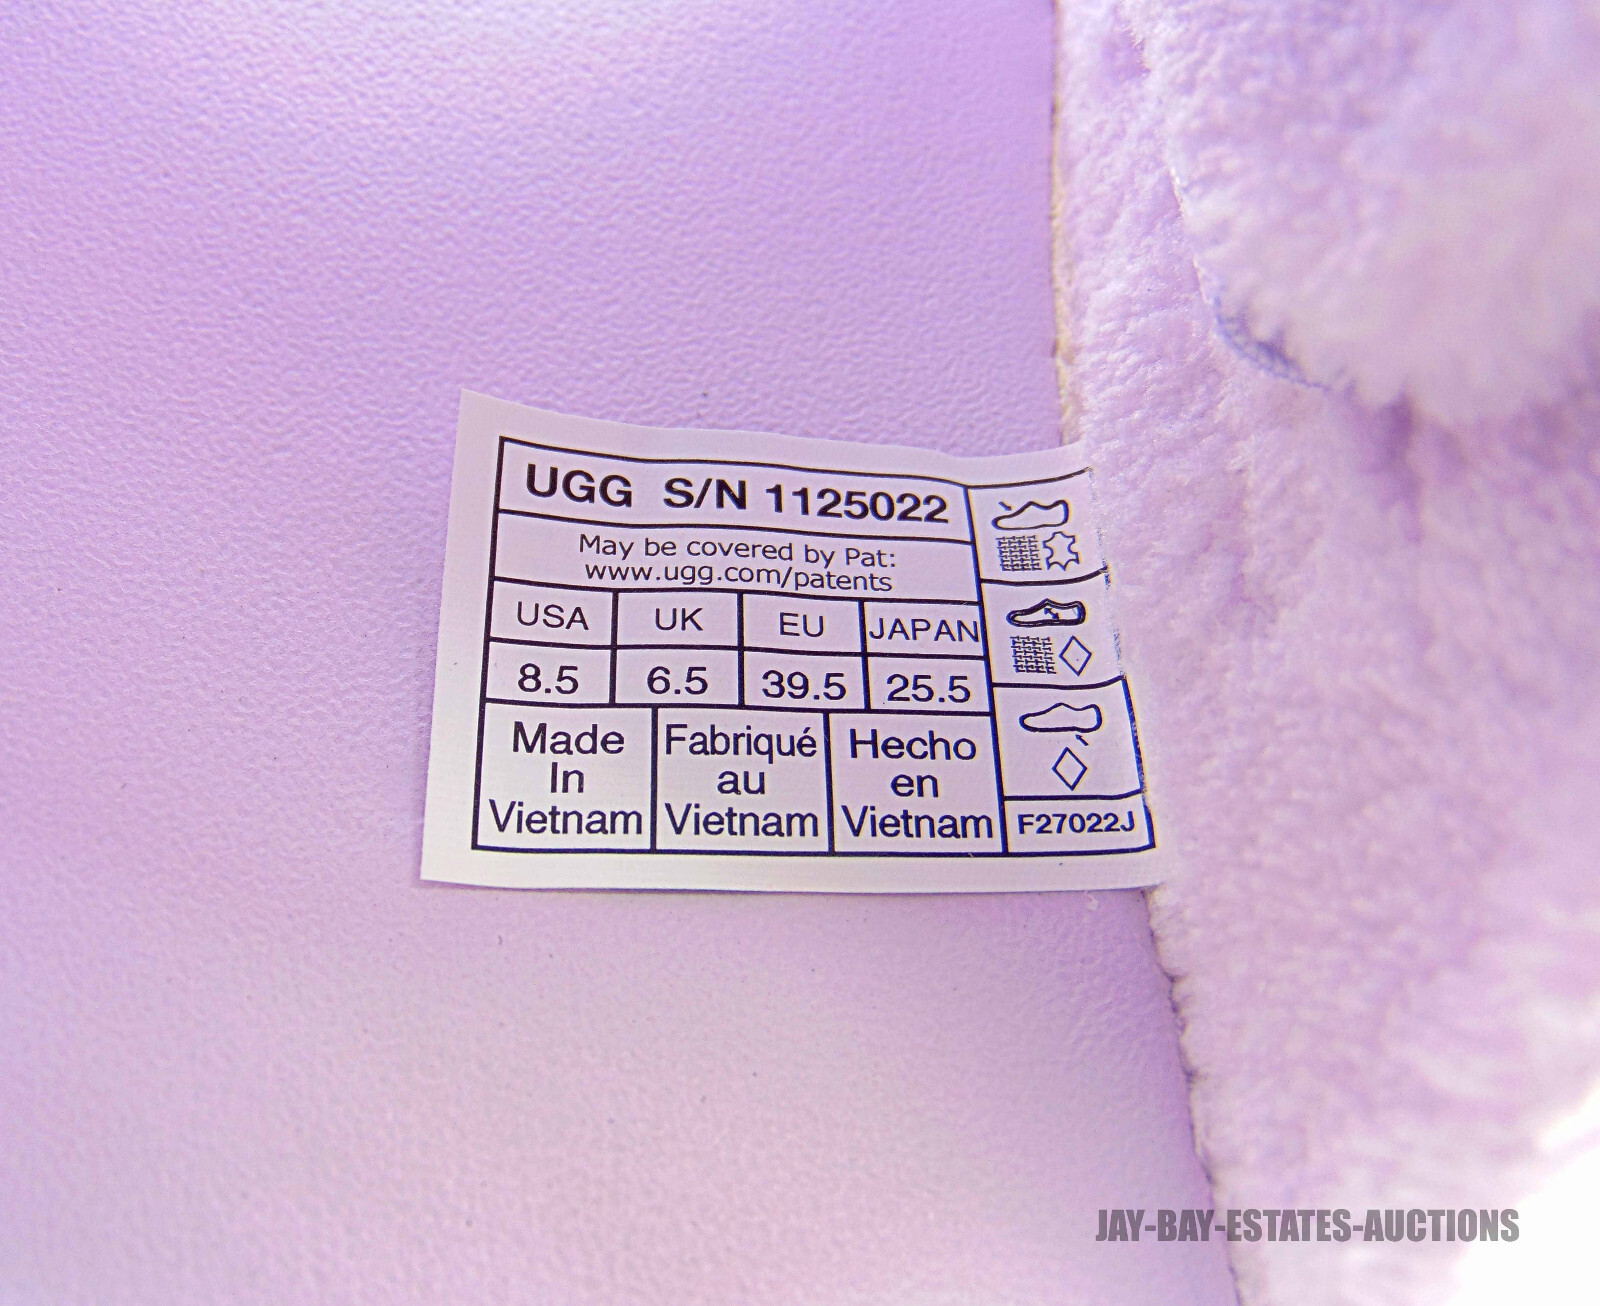 UGG S/N 1125022
May be covered by Pat:
www.ugg.com/patents
USA UK EU JAPAN
8.5 6.5 39.5 25.5
Made
In
Vietnam
Fabriqué
au
Vietnam
Hecho
en
Vietnam
F27022J
JAY-BAY-ESTATES-AUCTIONS